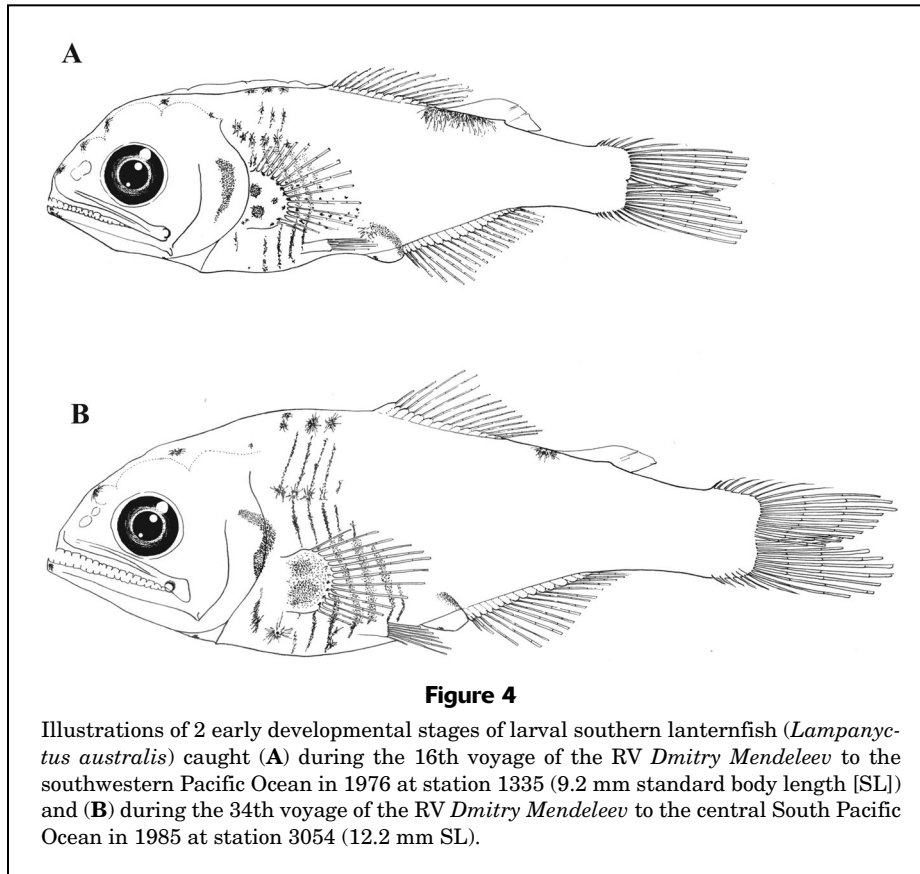 A
B
Figure 4
Illustrations of 2 early developmental stages of larval southern lanternfish (Lampanyc-
tus australis) caught (A) during the 16th voyage of the RV Dmitry Mendeleev to the
southwestern Pacific Ocean in 1976 at station 1335 (9.2 mm standard body length [SL])
and (B) during the 34th voyage of the RV Dmitry Mendeleev to the central South Pacific
Ocean in 1985 at station 3054 (12.2 mm SL).